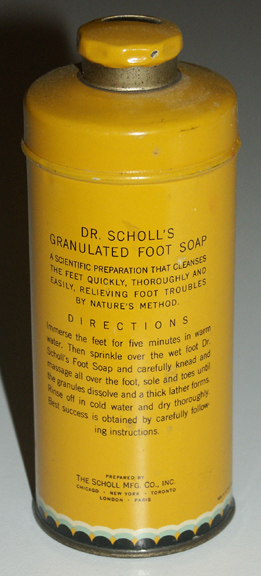 DR. SCHOLL'S
GRANULATED FOOT SOAP
A SCIENTIFIC PREPARATION THAT CLEANSES
THE FEET QUICKLY, THOROUGHLY AND
EASILY, RELIEVING FOOT TROUBLES
BY NATURE'S METHOD.
DIRECTIONS
Immerse the feet for five minutes in warm
water. Then sprinkle over the wet foot Dr.
Scholl's Foot Soap and carefully knead and
massage all over the foot, sole and toes until
the granules dissolve and a thick lather forms.
Rinse off in cold water and dry thoroughly.
Best success is obtained by carefully follow-
ing instructions.
PREPARED BY
THE SCHOLL MFG. CO., INC.
CHICAGO - NEW YORK - TORONTO
LONDON - PARIS